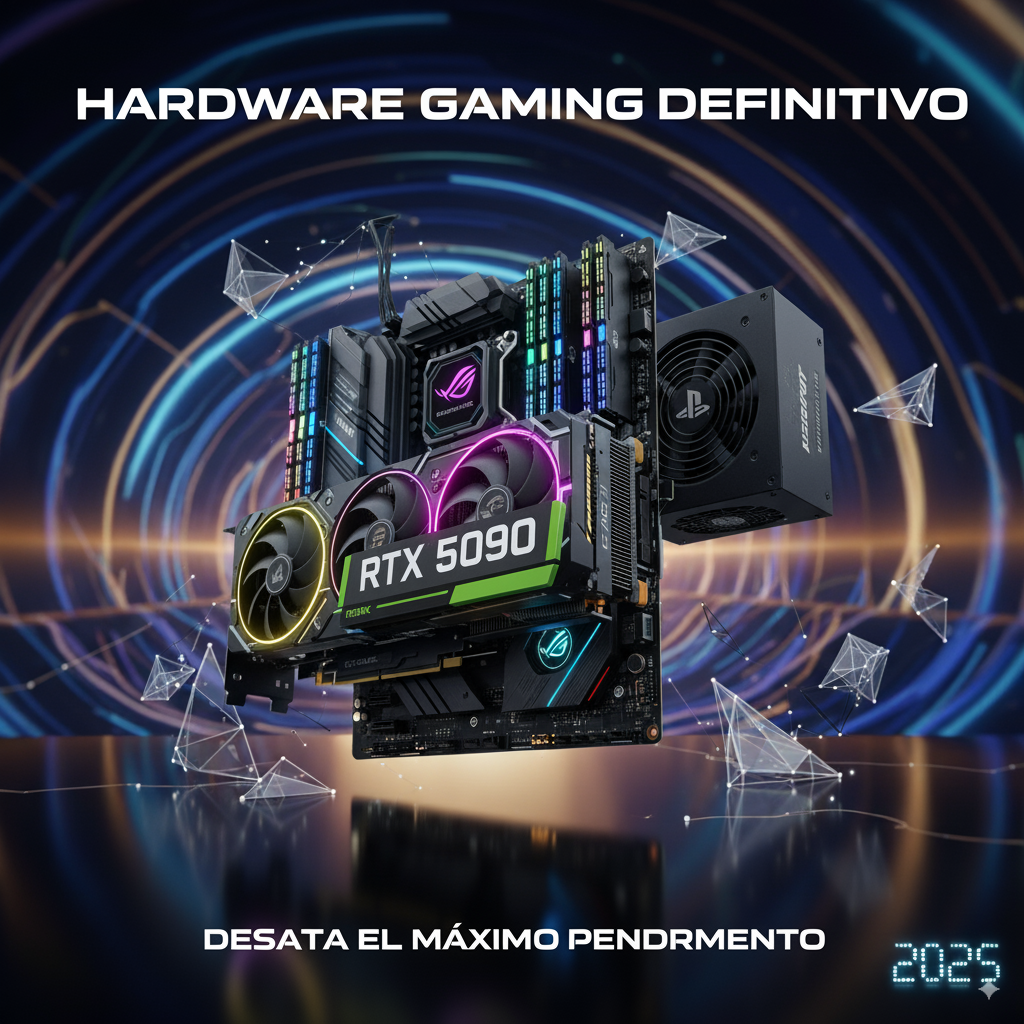 HARDWARE GAMING DEFINITIVO
RTX 5090
DESATA EL MÁXIMO PENDRMENTO
2025